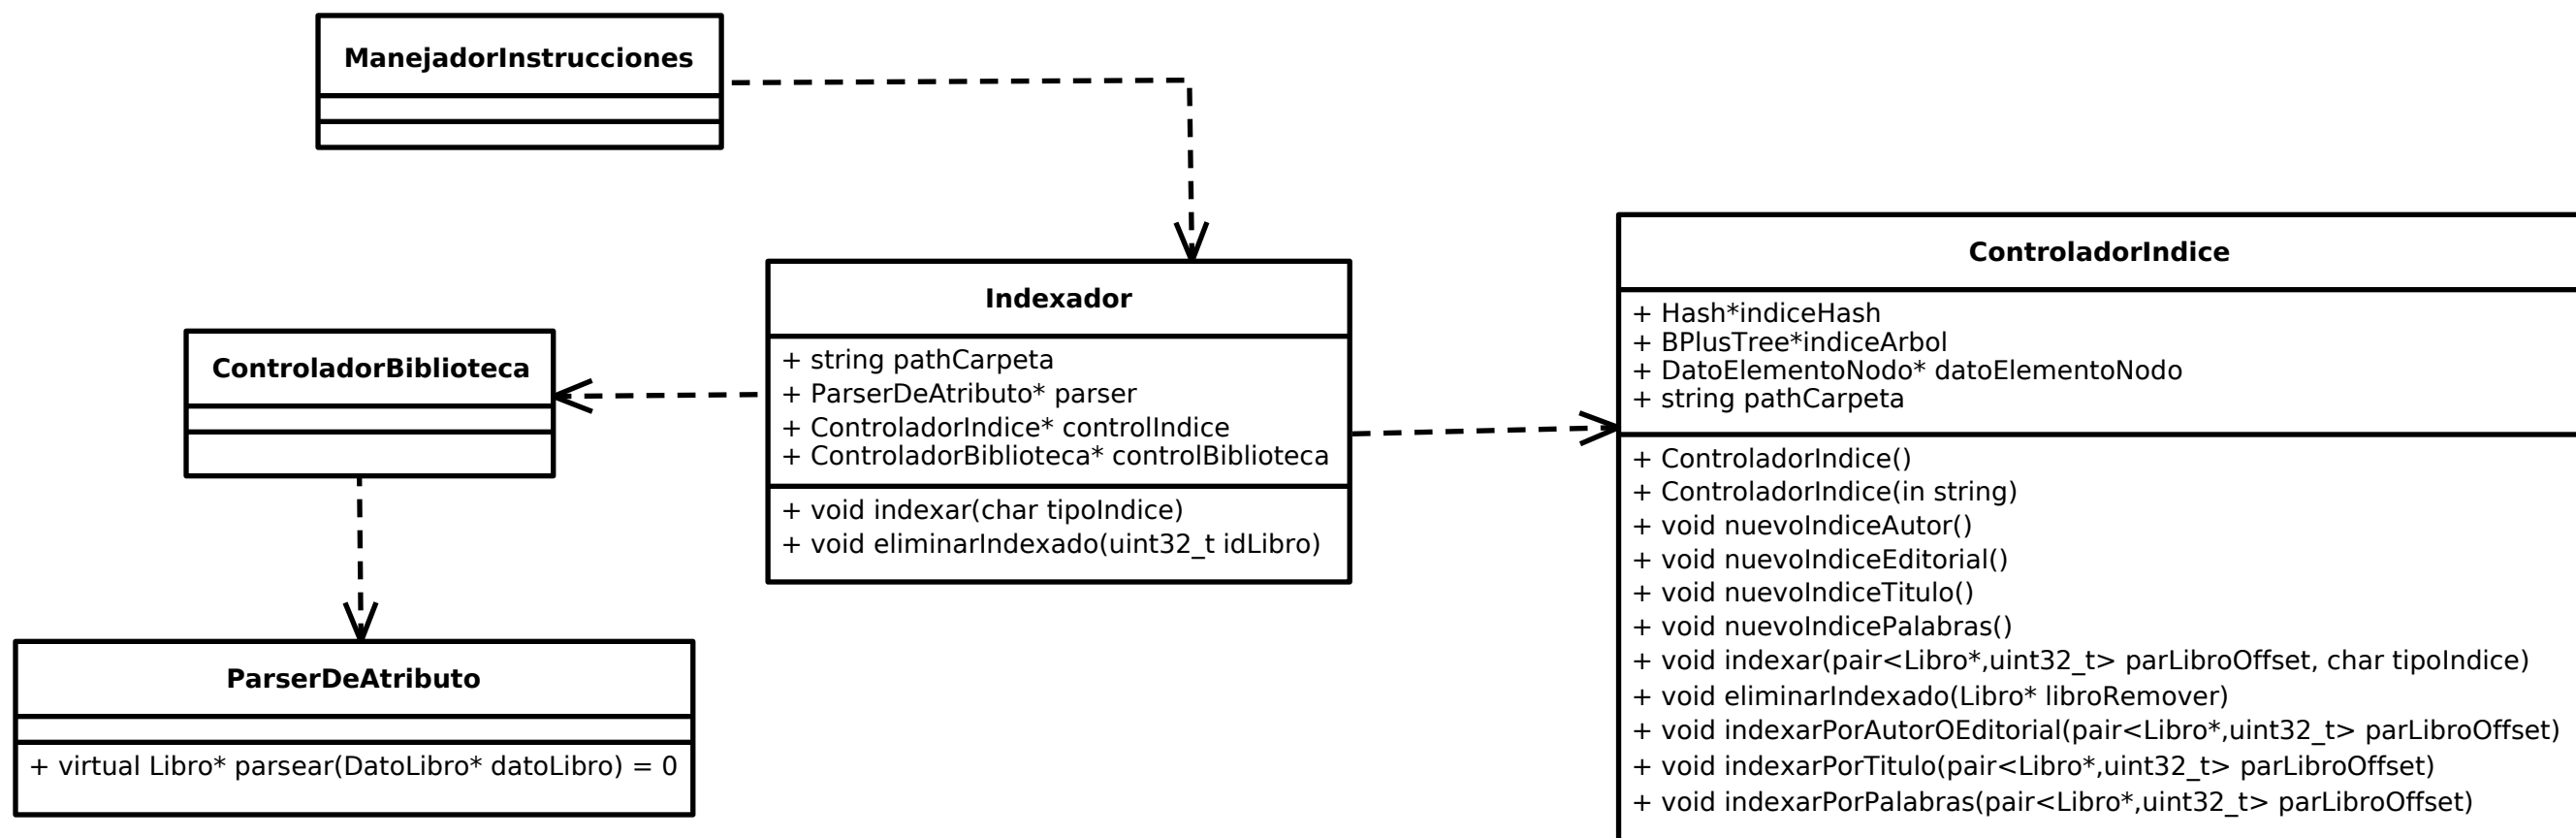 ManejadorInstrucciones
ControladorIndice
+ Hash*indiceHash
+ BPlusTree*indiceArbol
+ DatoElementoNodo* datoElementoNodo
+ string pathCarpeta
+ ControladorIndice()
+ ControladorIndice(in string)
+ void nuevoIndiceAutor()
+ void nuevoIndiceEditorial()
+ void nuevoIndiceTitulo()
+ void nuevoIndicePalabras()
+ void indexar(pair<Libro*,uint32_t> parLibroOffset, char tipoIndice)
+ void eliminarIndexado(Libro* libroRemover)
+ void indexarPorAutorOEditorial(pair<Libro*,uint32_t> parLibroOffset)
+ void indexarPorTitulo(pair<Libro*,uint32_t> parLibroOffset)
+ void indexarPorPalabras(pair<Libro*,uint32_t> parLibroOffset)
Indexador
+ string pathCarpeta
+ ParserDeAtributo* parser
+ ControladorIndice* controlIndice
+ ControladorBiblioteca* controlBiblioteca
+ void indexar(char tipoIndice)
+ void eliminarIndexado(uint32_t idLibro)
ControladorBiblioteca
ParserDeAtributo
+ virtual Libro* parsear(DatoLibro* datoLibro) = 0